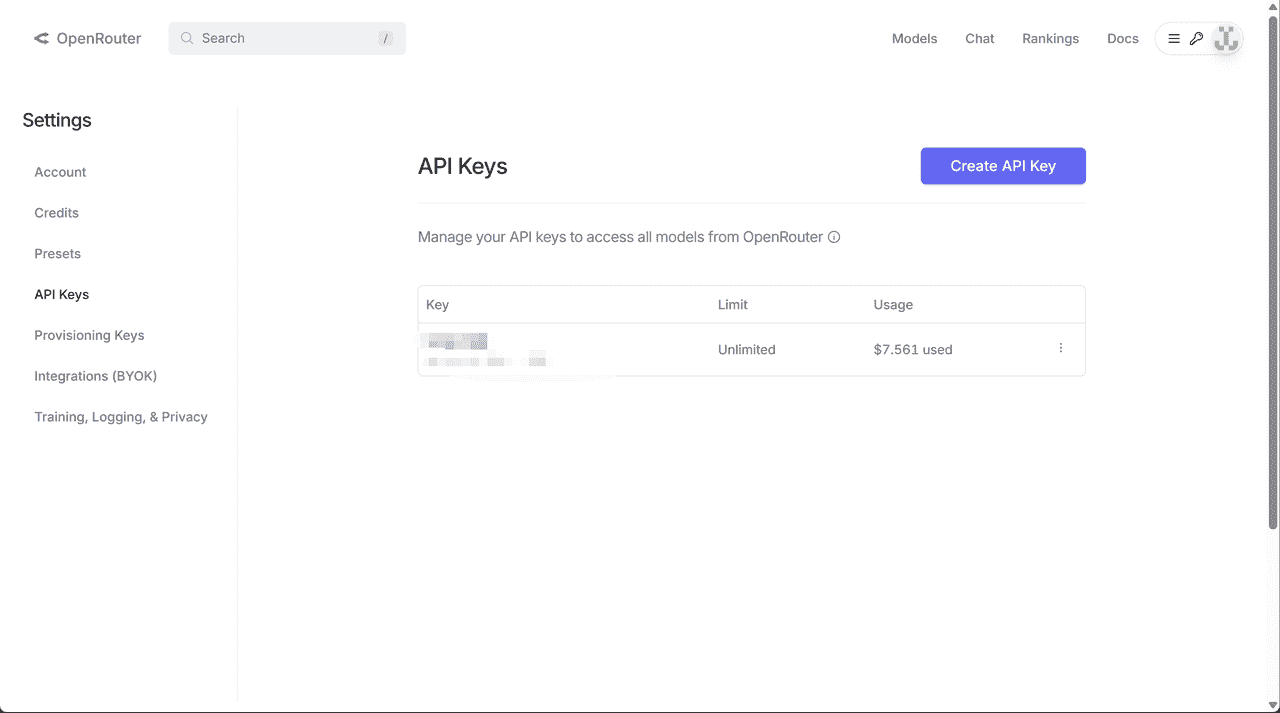 OpenRouter
Search /
Models Chat Rankings Docs
Settings
Account
Credits
Presets
API Keys
Provisioning Keys
Integrations (BYOK)
Training, Logging, & Privacy
API Keys
Create API Key
Manage your API keys to access all models from OpenRouter
Key Limit Usage
Unlimited $7.561 used